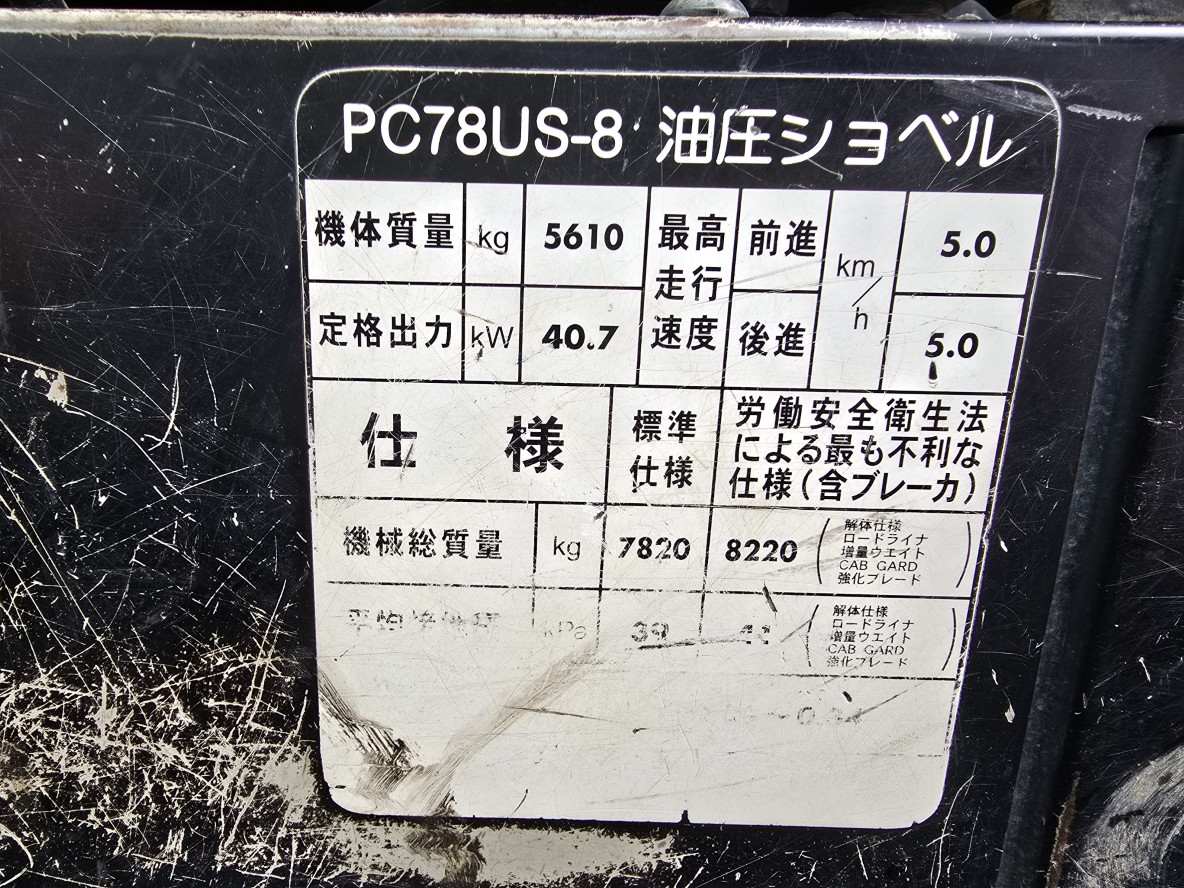 PC78US-8 油圧ショベル
機体質量 kg 5610
定格出力 kW 40.7
最高
走行
速度
前進 5.0
km/h
後進 5.0
仕 様
標準
仕様
労働安全衛生法
による最も不利な
仕様(含ブレーカ)
機械総質量 kg 7820 8220
(解体仕様
ロードライナ
増量ウエイト
CAB GARD
強化ブレード)
kPa 39
(解体仕様
ロードライナ
増量ウエイト
CAB GARD
強化ブレード)